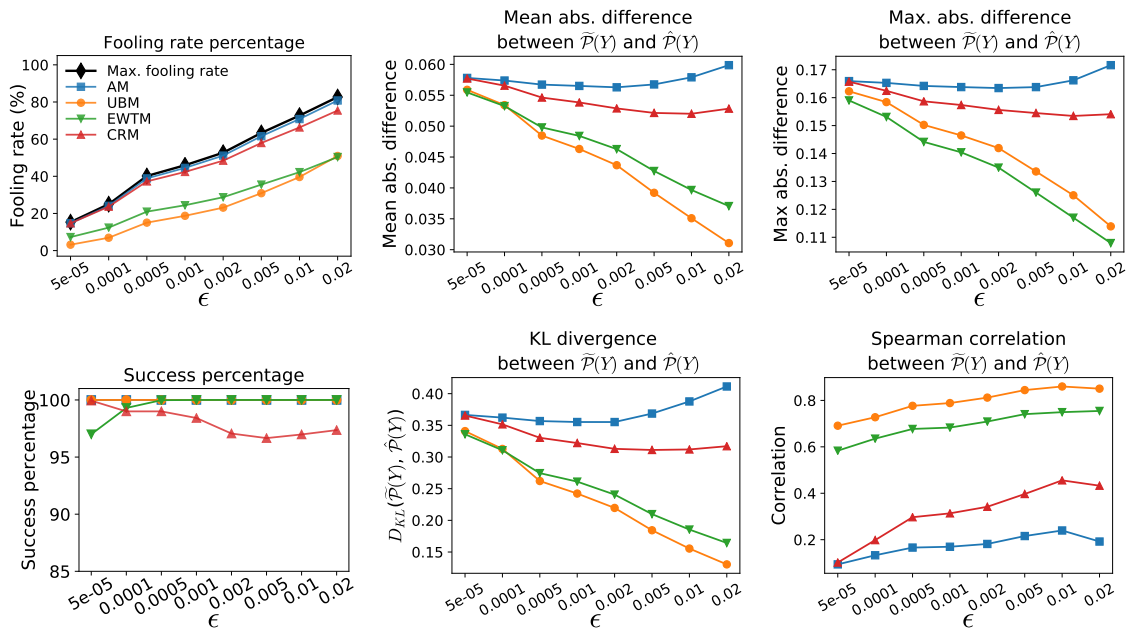 Fooling rate percentage
Fooling rate (%)
100
80
60
40
20
0
Max. fooling rate
AM
UBM
EWTM
CRM
5e-05 0.0001 0.0005 0.001 0.002 0.005 0.01 0.02
ϵ
Mean abs. difference
between 𝒫̃(Y) and 𝒫̂(Y)
Mean abs. difference
0.060
0.055
0.050
0.045
0.040
0.035
0.030
5e-05 0.0001 0.0005 0.001 0.002 0.005 0.01 0.02
ϵ
Max. abs. difference
between 𝒫̃(Y) and 𝒫̂(Y)
Max abs. difference
0.17
0.16
0.15
0.14
0.13
0.12
0.11
5e-05 0.0001 0.0005 0.001 0.002 0.005 0.01 0.02
ϵ
Success percentage
Success percentage
100
95
90
85
5e-05 0.0001 0.0005 0.001 0.002 0.005 0.01 0.02
ϵ
KL divergence
between 𝒫̃(Y) and 𝒫̂(Y)
D_KL(𝒫̃(Y), 𝒫̂(Y))
0.40
0.35
0.30
0.25
0.20
0.15
5e-05 0.0001 0.0005 0.001 0.002 0.005 0.01 0.02
ϵ
Spearman correlation
between 𝒫̃(Y) and 𝒫̂(Y)
Correlation
0.8
0.6
0.4
0.2
5e-05 0.0001 0.0005 0.001 0.002 0.005 0.01 0.02
ϵ